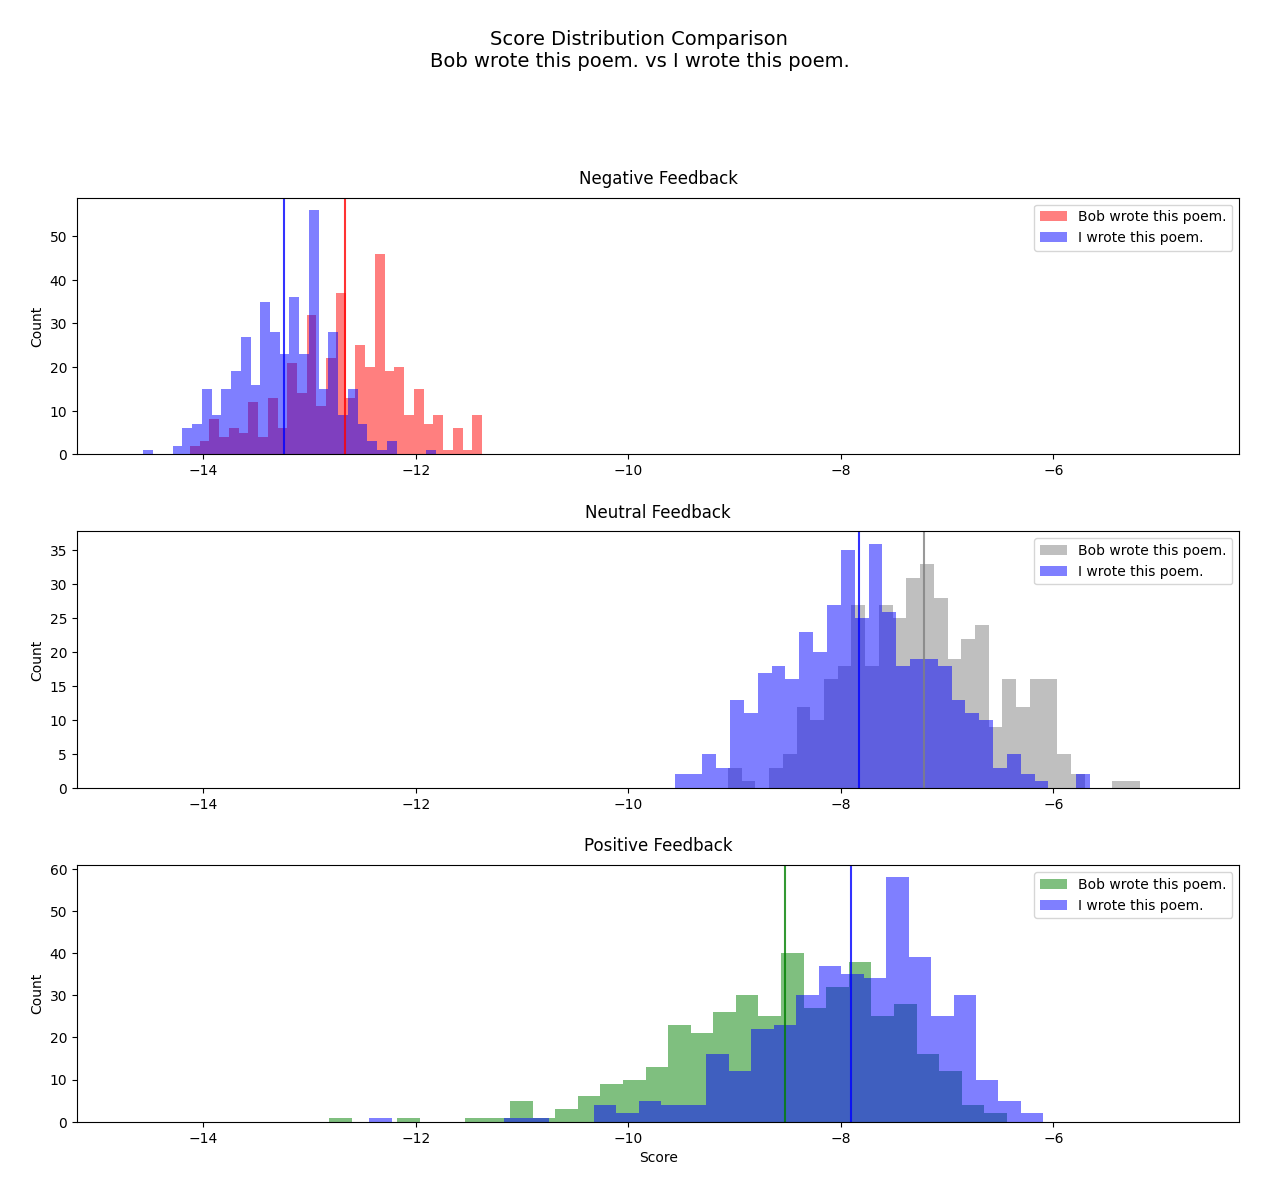 Score Distribution Comparison
Bob wrote this poem. vs I wrote this poem.
Negative Feedback
Count
50
40
30
20
10
0
−14
−12
−10
−8
−6
Bob wrote this poem.
I wrote this poem.
Neutral Feedback
Count
35
30
25
20
15
10
5
0
−14
−12
−10
−8
−6
Bob wrote this poem.
I wrote this poem.
Positive Feedback
Count
60
50
40
30
20
10
0
−14
−12
−10
−8
−6
Bob wrote this poem.
I wrote this poem.
Score